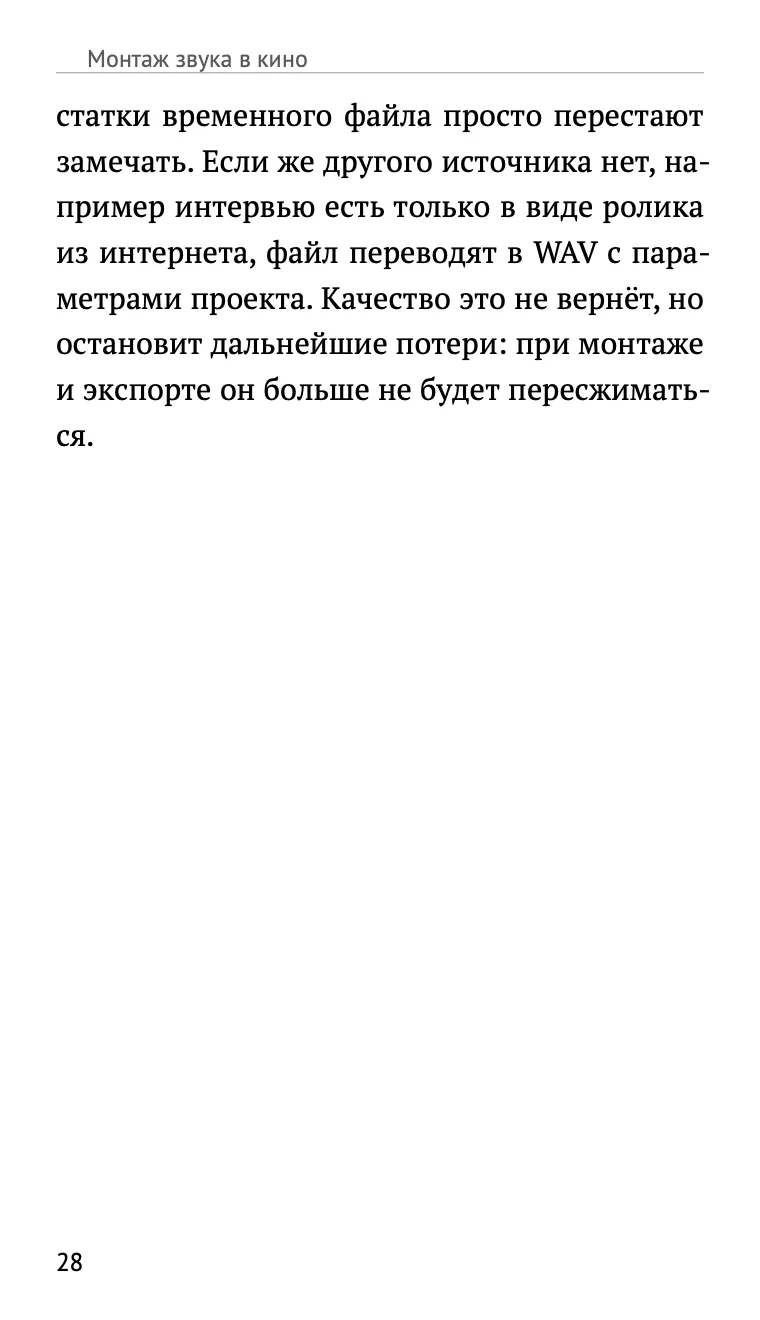 Монтаж звука в кино
статки временного файла просто перестают
замечать. Если же другого источника нет, на-
пример интервью есть только в виде ролика
из интернета, файл переводят в WAV с пара-
метрами проекта. Качество это не вернёт, но
остановит дальнейшие потери: при монтаже
и экспорте он больше не будет пересжимать-
ся.
28